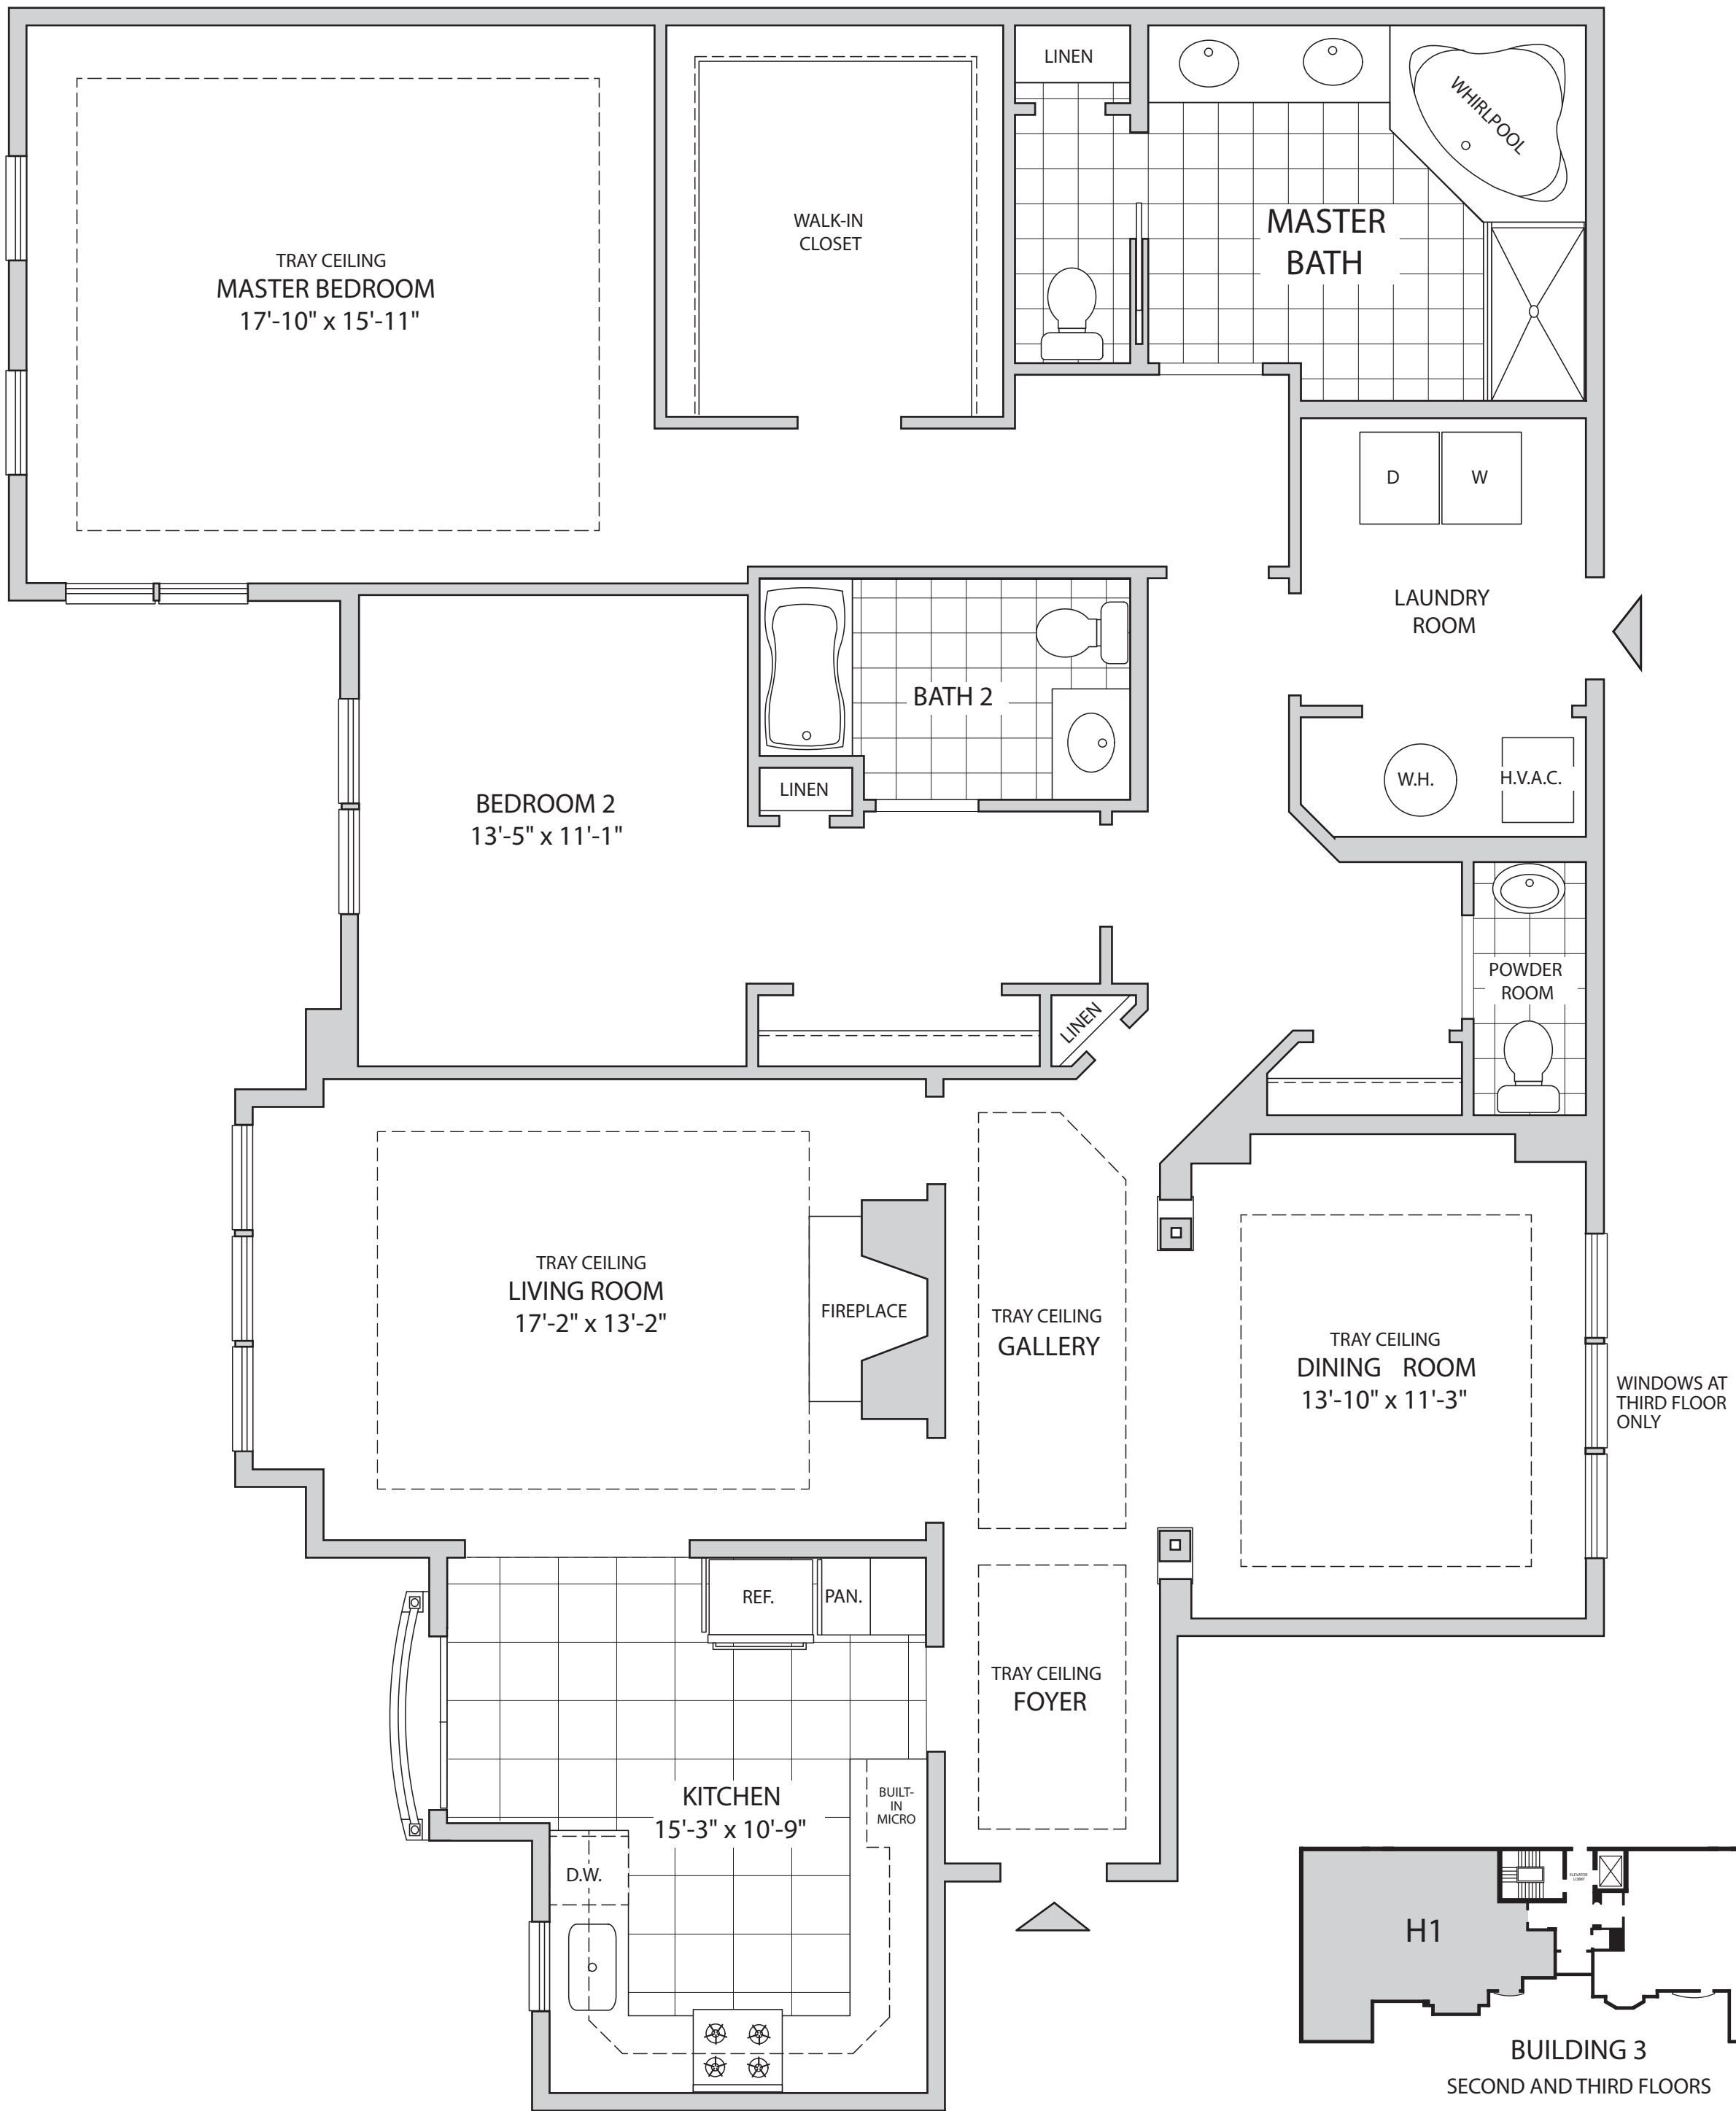 LINEN
WHIRLPOOL
WALK-IN
CLOSET
MASTER
BATH
TRAY CEILING
MASTER BEDROOM
17'-10" x 15'-11"
D
W
LAUNDRY
ROOM
BATH 2
LINEN
W.H.
H.V.A.C.
BEDROOM 2
13'-5" x 11'-1"
POWDER
ROOM
LINEN
TRAY CEILING
LIVING ROOM
17'-2" x 13'-2"
FIREPLACE
TRAY CEILING
GALLERY
TRAY CEILING
DINING ROOM
13'-10" x 11'-3"
WINDOWS AT
THIRD FLOOR
ONLY
REF.
PAN.
TRAY CEILING
FOYER
KITCHEN
15'-3" x 10'-9"
BUILT-
IN
MICRO
D.W.
ELEVATOR
LOBBY
H1
BUILDING 3
SECOND AND THIRD FLOORS